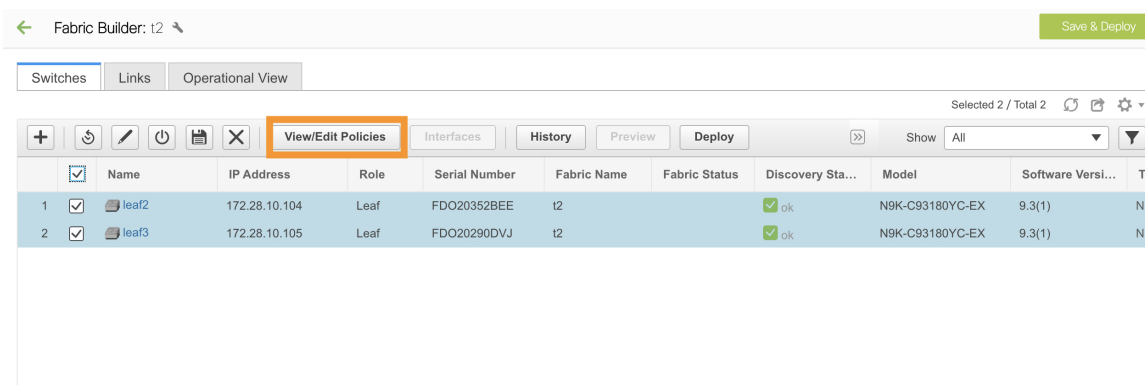 Fabric Builder: t2
Save & Deploy
Switches Links Operational View
Selected 2 / Total 2
View/Edit Policies Interfaces History Preview Deploy Show All
Name IP Address Role Serial Number Fabric Name Fabric Status Discovery Sta... Model Software Versi... T
1 leaf2 172.28.10.104 Leaf FDO20352BEE t2 ok N9K-C93180YC-EX 9.3(1) N
2 leaf3 172.28.10.105 Leaf FDO20290DVJ t2 ok N9K-C93180YC-EX 9.3(1) N